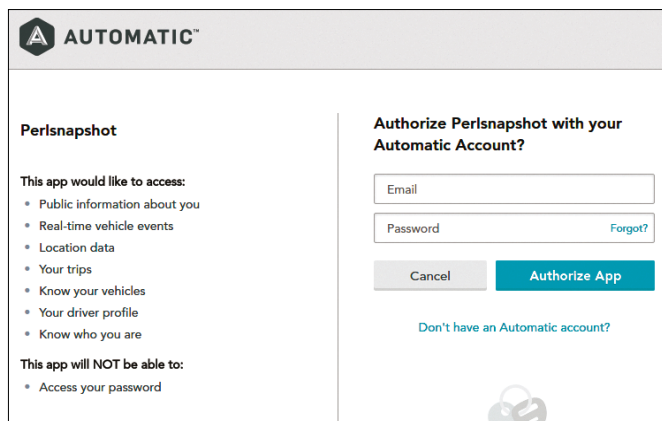 AUTOMATIC™
Perlsnapshot
This app would like to access:
• Public information about you
• Real-time vehicle events
• Location data
• Your trips
• Know your vehicles
• Your driver profile
• Know who you are
This app will NOT be able to:
• Access your password
Authorize Perlsnapshot with your
Automatic Account?
Email
Password Forgot?
Cancel Authorize App
Don't have an Automatic account?